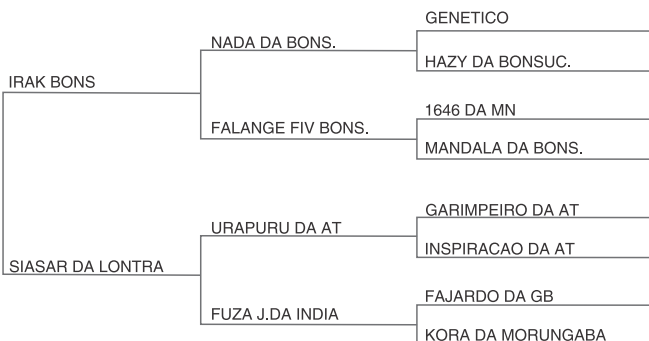 GENETICO
NADA DA BONS.
HAZY DA BONSUC.
IRAK BONS
1646 DA MN
FALANGE FIV BONS.
MANDALA DA BONS.
GARIMPEIRO DA AT
URAPURU DA AT
INSPIRACAO DA AT
SIASAR DA LONTRA
FAJARDO DA GB
FUZA J.DA INDIA
KORA DA MORUNGABA